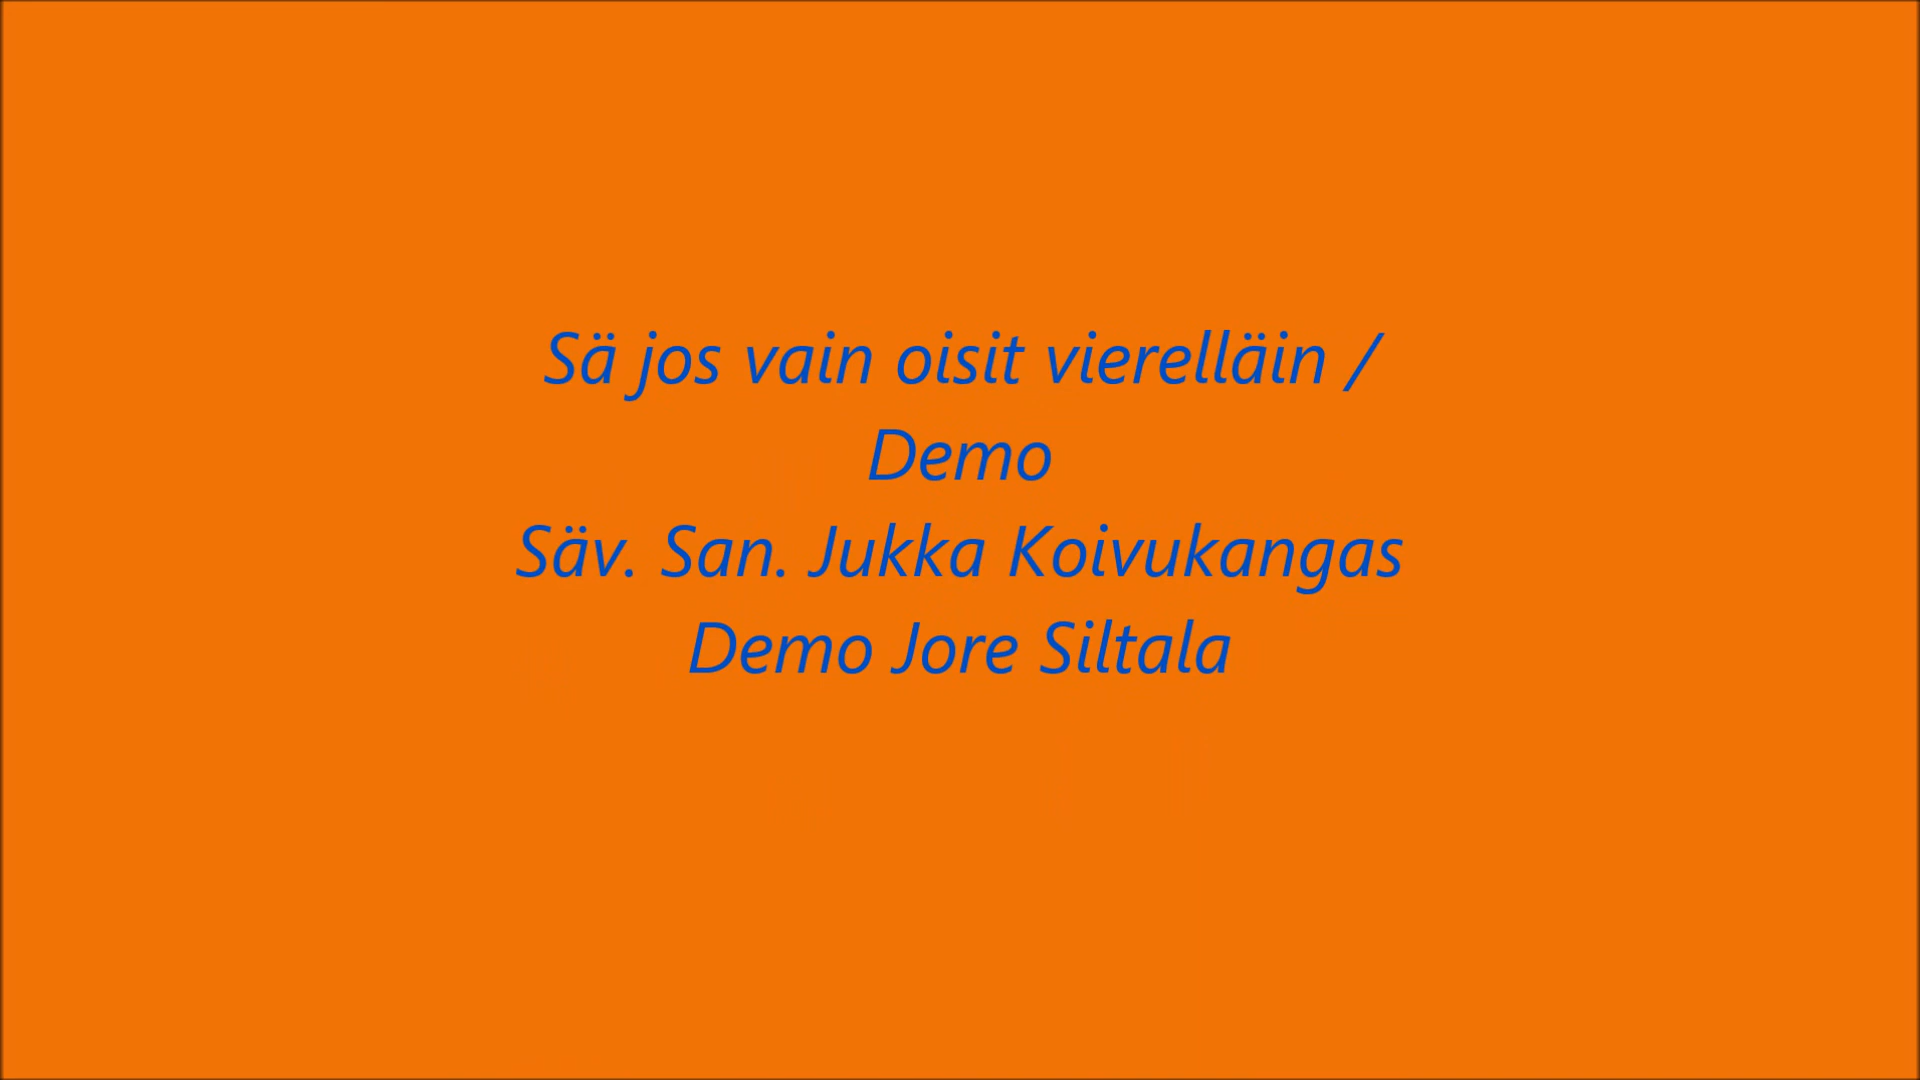 Sä jos vain oisit vierelläin /
Demo
Säv. San. Jukka Koivukangas
Demo Jore Siltala